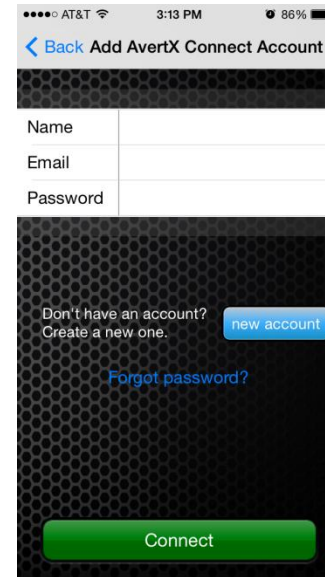 AT&T 3:13 PM 86%
Back Add AvertX Connect Account
Name
Email
Password
Don't have an account?
Create a new one.
new account
Forgot password?
Connect